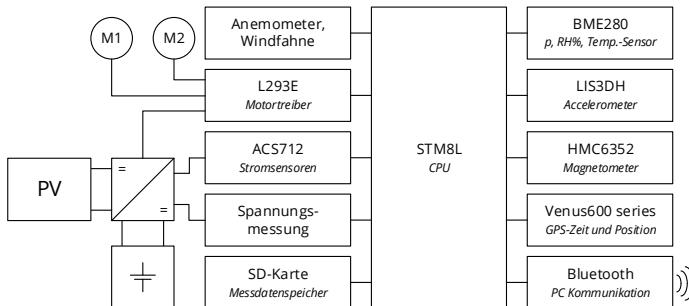 M1
M2
Anemometer,
Windfahne
L293E
Motortreiber
ACS712
Stromsensoren
Spannungs-
messung
SD-Karte
Messdatenspeicher
PV
=
=
STM8L
CPU
BME280
p, RH%, Temp.-Sensor
LIS3DH
Accelerometer
HMC6352
Magnetometer
Venus600 series
GPS-Zeit und Position
Bluetooth
PC Kommunikation